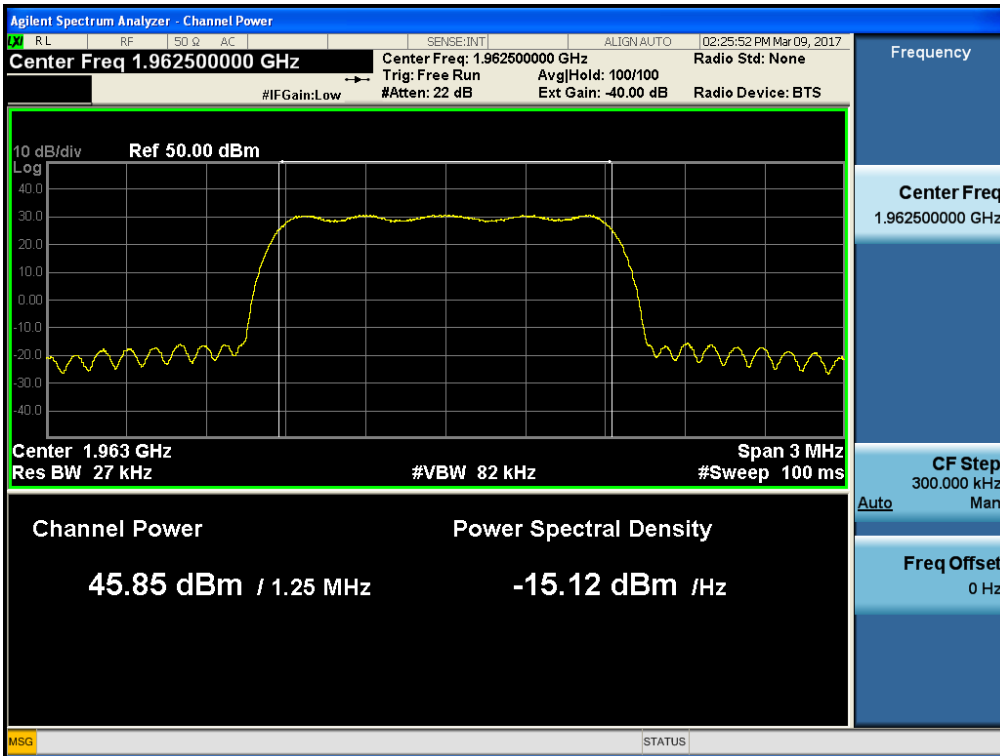 Agilent Spectrum Analyzer - Channel Power
LXI RL RF 50 Ω AC SENSE:INT ALIGN AUTO 02:25:52 PM Mar 09, 2017
Center Freq 1.962500000 GHz
Center Freq: 1.962500000 GHz Radio Std: None
Trig: Free Run Avg|Hold: 100/100
#IFGain:Low #Atten: 22 dB Ext Gain: -40.00 dB Radio Device: BTS
10 dB/div Ref 50.00 dBm
Log
40.0
30.0
20.0
10.0
0.00
-10.0
-20.0
-30.0
-40.0
Center 1.963 GHz Span 3 MHz
Res BW 27 kHz #VBW 82 kHz #Sweep 100 ms
Channel Power Power Spectral Density
45.85 dBm / 1.25 MHz -15.12 dBm /Hz
MSG STATUS
Frequency
Center Freq
1.962500000 GHz
CF Step
300.000 kHz
Auto Man
Freq Offset
0 Hz